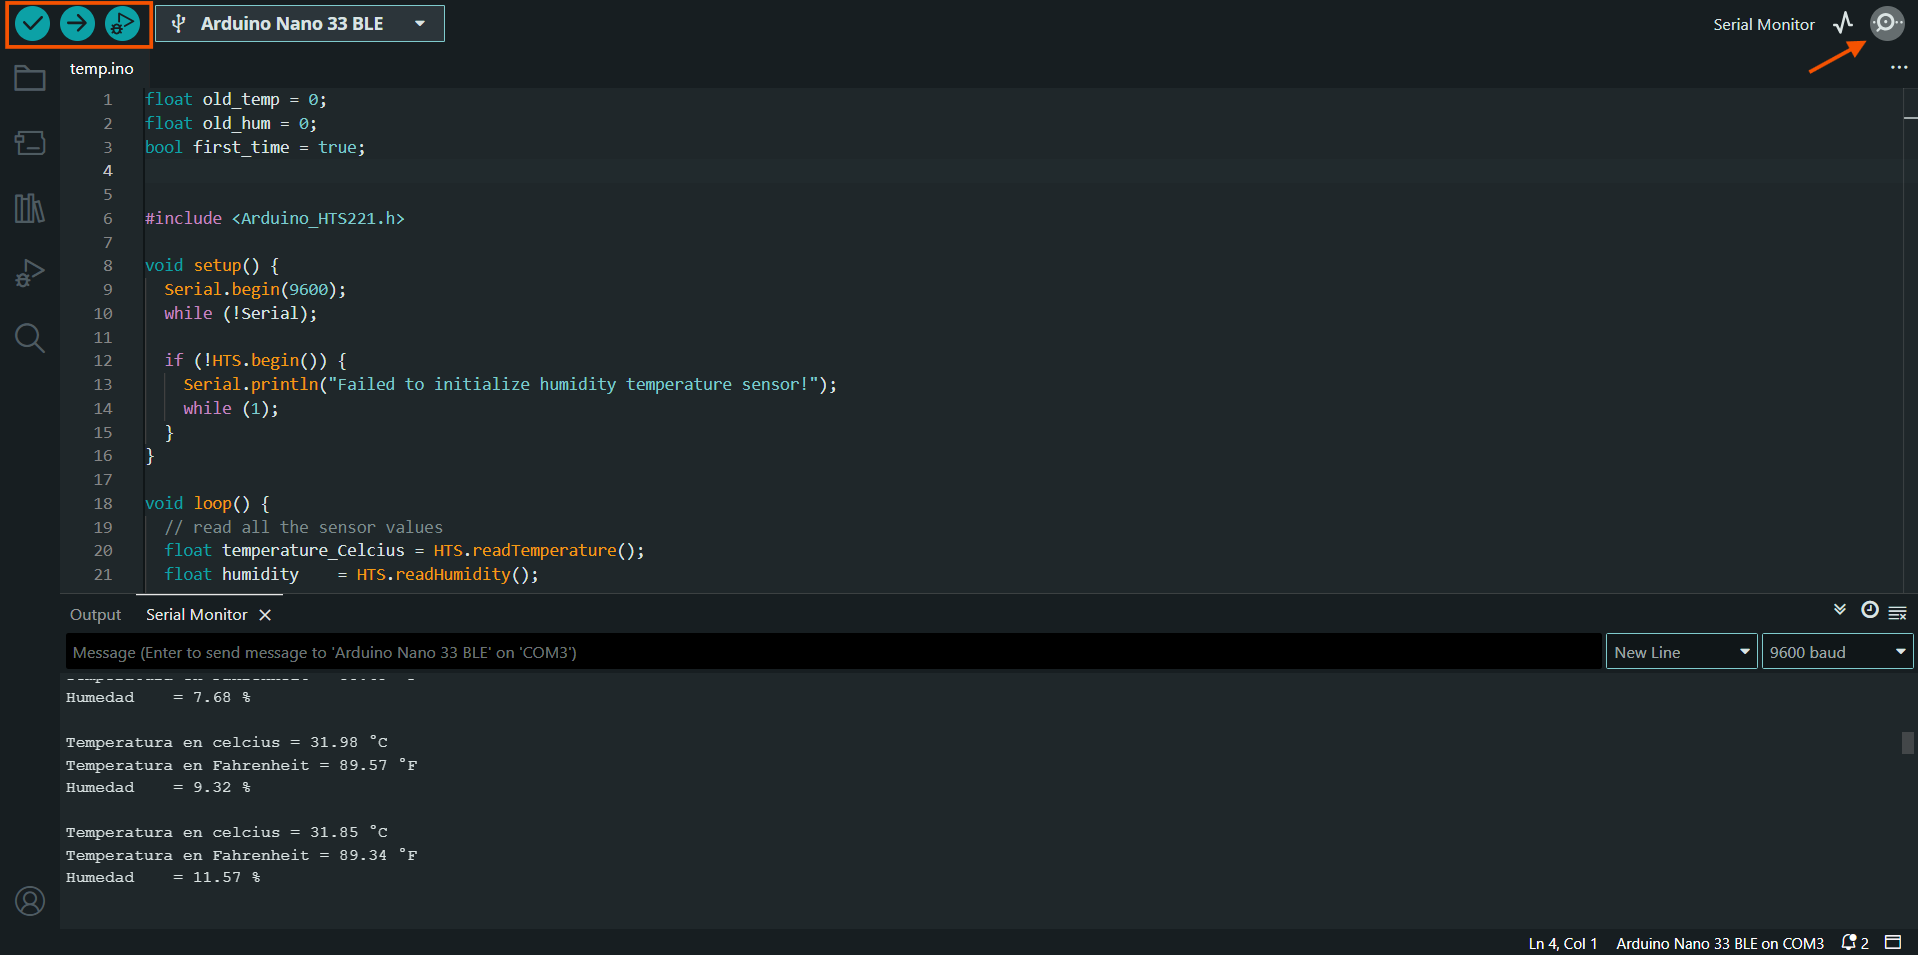 Arduino Nano 33 BLE
Serial Monitor
temp.ino
1 float old_temp = 0;
2 float old_hum = 0;
3 bool first_time = true;
4
5
6 #include <Arduino_HTS221.h>
7
8 void setup() {
9 Serial.begin(9600);
10 while (!Serial);
11
12 if (!HTS.begin()) {
13 Serial.println("Failed to initialize humidity temperature sensor!");
14 while (1);
15 }
16 }
17
18 void loop() {
19 // read all the sensor values
20 float temperature_Celcius = HTS.readTemperature();
21 float humidity    = HTS.readHumidity();
Output Serial Monitor
Message (Enter to send message to 'Arduino Nano 33 BLE' on 'COM3')
New Line
9600 baud
Humedad    = 7.68 %
Temperatura en celcius = 31.98 °C
Temperatura en Fahrenheit = 89.57 °F
Humedad    = 9.32 %
Temperatura en celcius = 31.85 °C
Temperatura en Fahrenheit = 89.34 °F
Humedad    = 11.57 %
Ln 4, Col 1 Arduino Nano 33 BLE on COM3 2